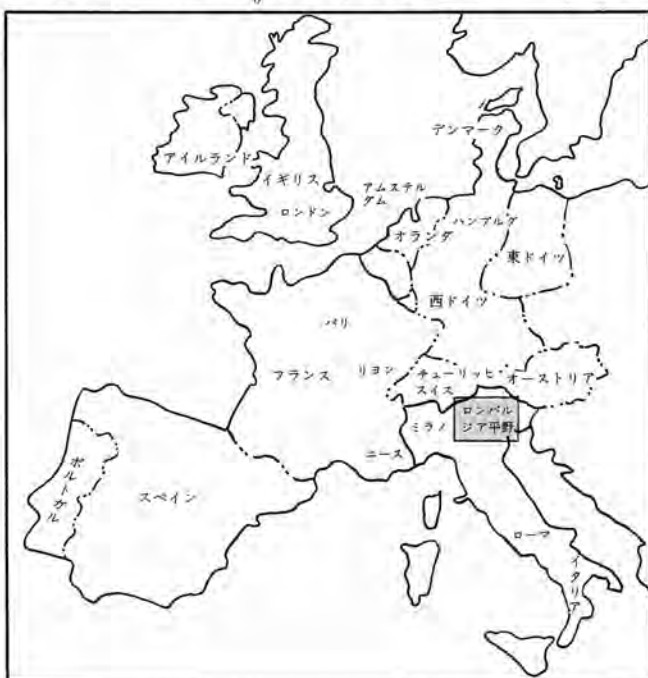 デンマーク
アイルランド
イギリス
アムステル
ダム
ロンドン
ハンブルグ
オランダ
東ドイツ
西ドイツ
パリ
フランス
リヨン
チューリッヒ
スイス
オーストリア
ロンバル
ジア平野
ミラノ
ニース
ポルトガル
スペイン
ローマ
イタリア